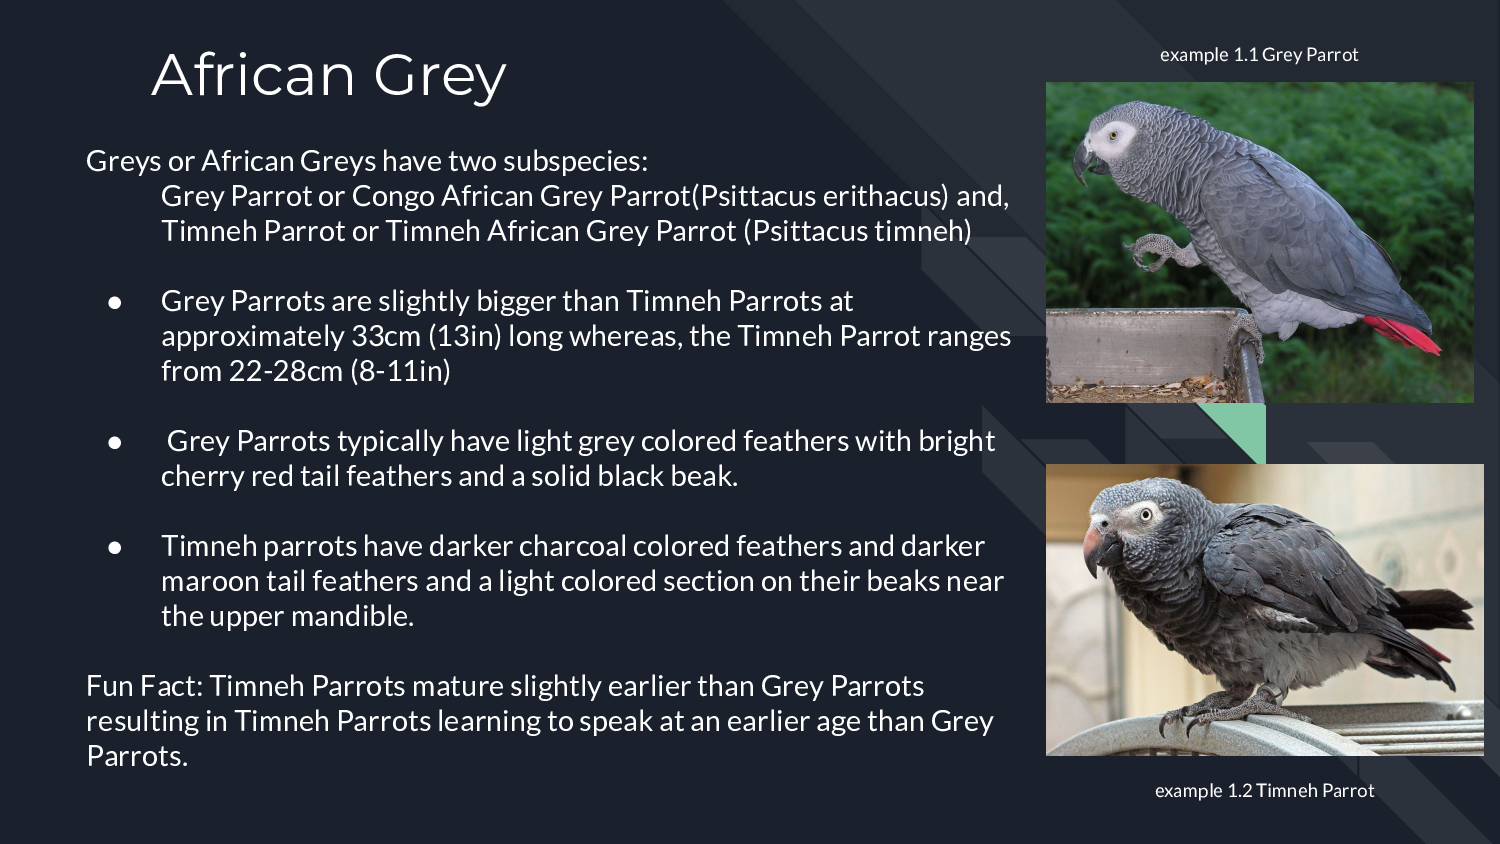 African Grey
example 1.1 Grey Parrot
Greys or African Greys have two subspecies:
Grey Parrot or Congo African Grey Parrot(Psittacus erithacus) and,
Timneh Parrot or Timneh African Grey Parrot (Psittacus timneh)
● Grey Parrots are slightly bigger than Timneh Parrots at
approximately 33cm (13in) long whereas, the Timneh Parrot ranges
from 22-28cm (8-11in)
● Grey Parrots typically have light grey colored feathers with bright
cherry red tail feathers and a solid black beak.
● Timneh parrots have darker charcoal colored feathers and darker
maroon tail feathers and a light colored section on their beaks near
the upper mandible.
Fun Fact: Timneh Parrots mature slightly earlier than Grey Parrots
resulting in Timneh Parrots learning to speak at an earlier age than Grey
Parrots.
example 1.2 Timneh Parrot